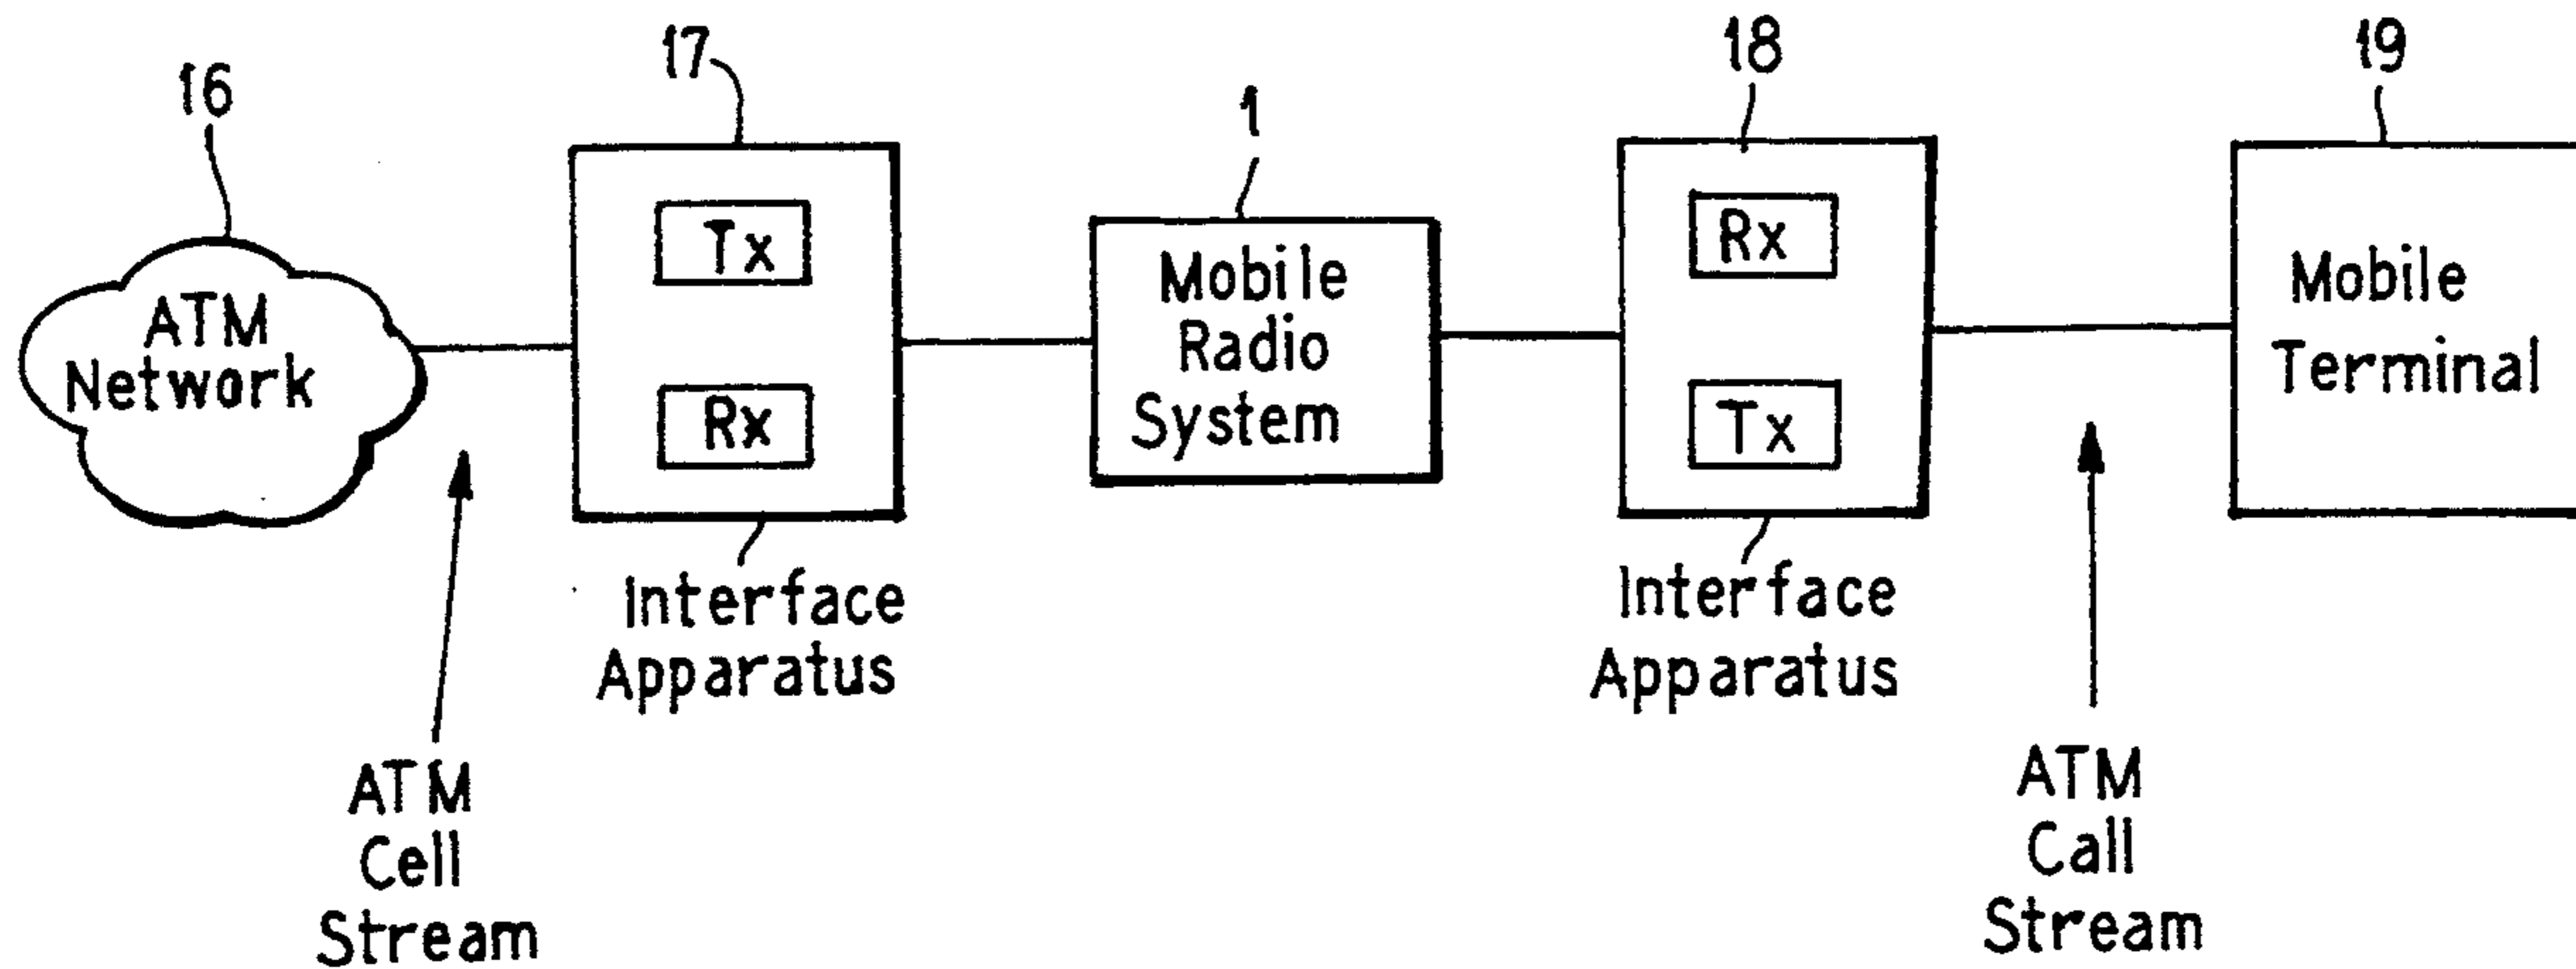 16
17
1
18
19
ATM
Network
Tx
Rx
Mobile
Radio
System
Rx
Tx
Mobile
Terminal
Interface
Apparatus
Interface
Apparatus
ATM
Cell
Stream
ATM
Call
Stream